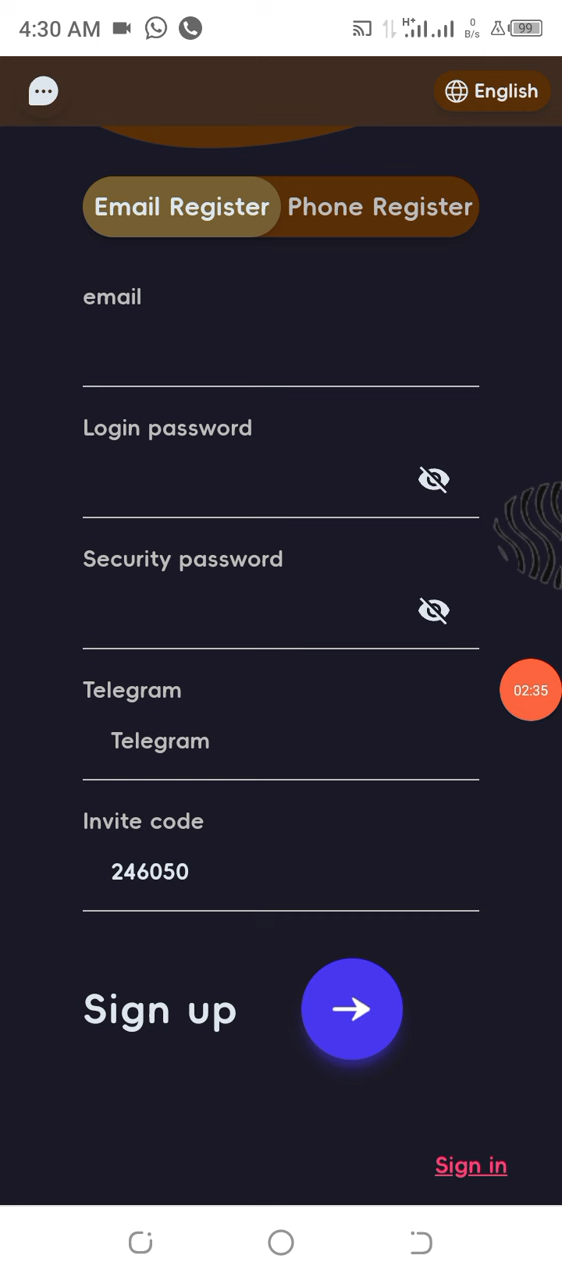 4:30 AM
H+
0
B/s
99
English
Email Register
Phone Register
email
Login password
Security password
02:35
Telegram
Telegram
Invite code
246050
Sign up
Sign in